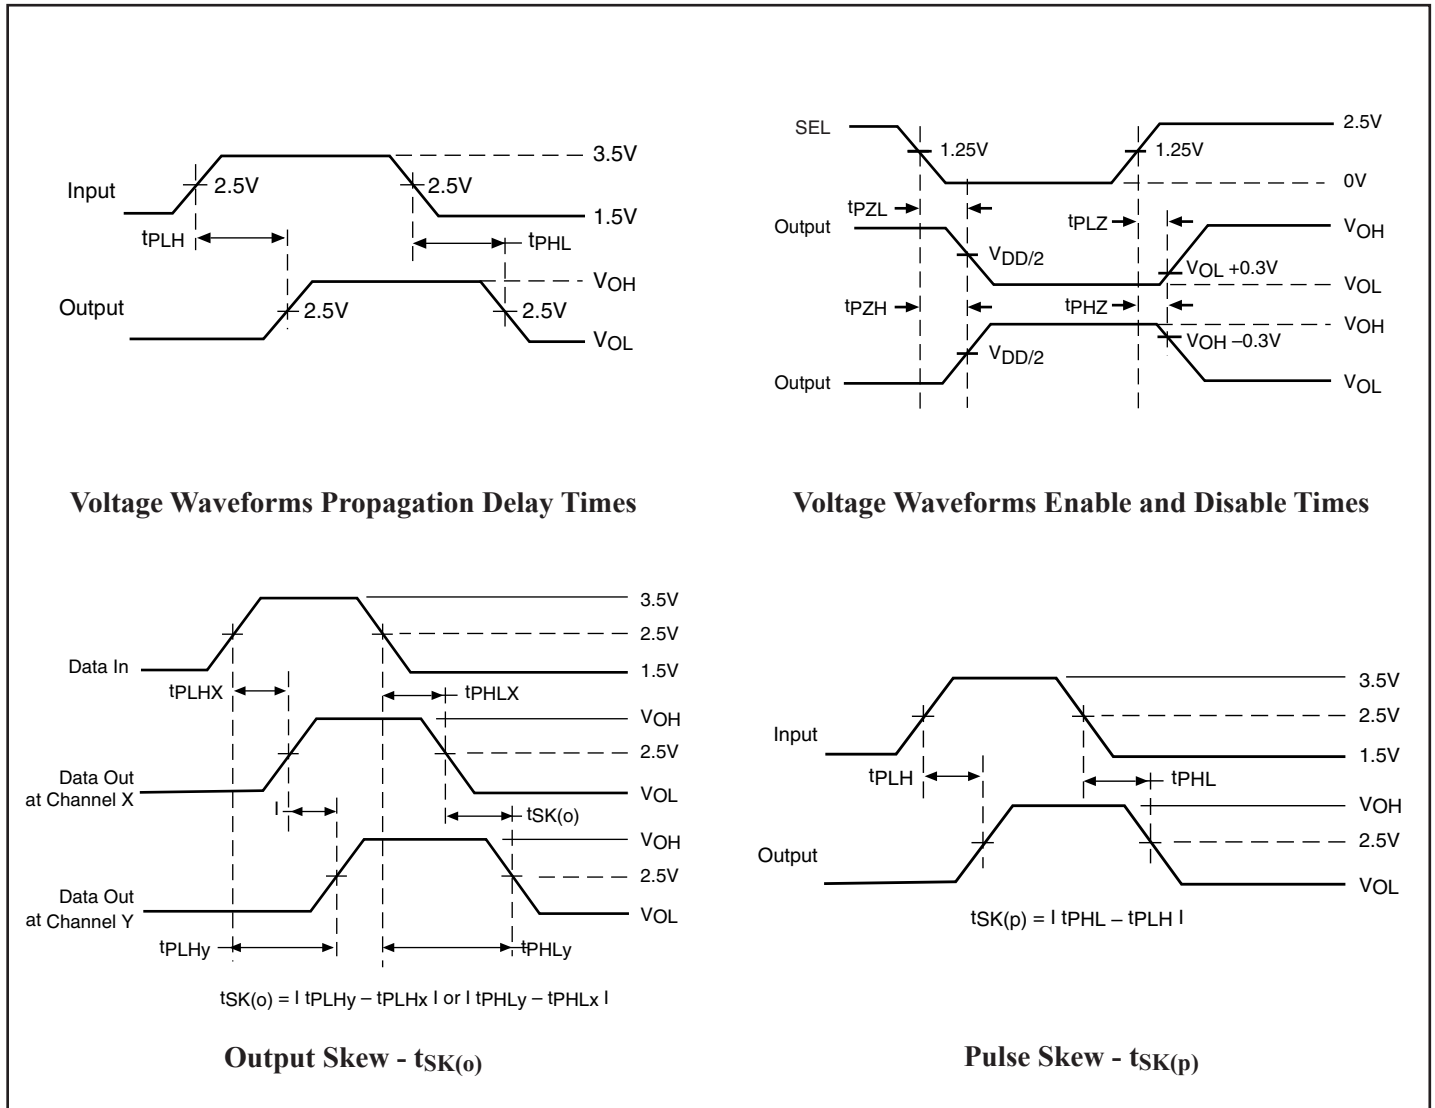 Input
2.5V
2.5V
3.5V
1.5V
tPLH
tPHL
Output
2.5V
2.5V
VOH
VOL
Voltage Waveforms Propagation Delay Times
SEL
1.25V
1.25V
2.5V
0V
tPZL
tPLZ
Output
VDD/2
VOL +0.3V
VOH
VOL
tPZH
tPHZ
Output
VDD/2
VOH –0.3V
VOH
VOL
Voltage Waveforms Enable and Disable Times
Data In
3.5V
2.5V
1.5V
tPLHX
tPHLX
Data Out
at Channel X
VOH
2.5V
VOL
I
tSK(o)
Data Out
at Channel Y
VOH
2.5V
VOL
tPLHy
tPHLy
tSK(o) = I tPLHy – tPLHx I or I tPHLy – tPHLx I
Output Skew - tSK(o)
Input
3.5V
2.5V
1.5V
tPLH
tPHL
Output
VOH
2.5V
VOL
tSK(p) = I tPHL – tPLH I
Pulse Skew - tSK(p)